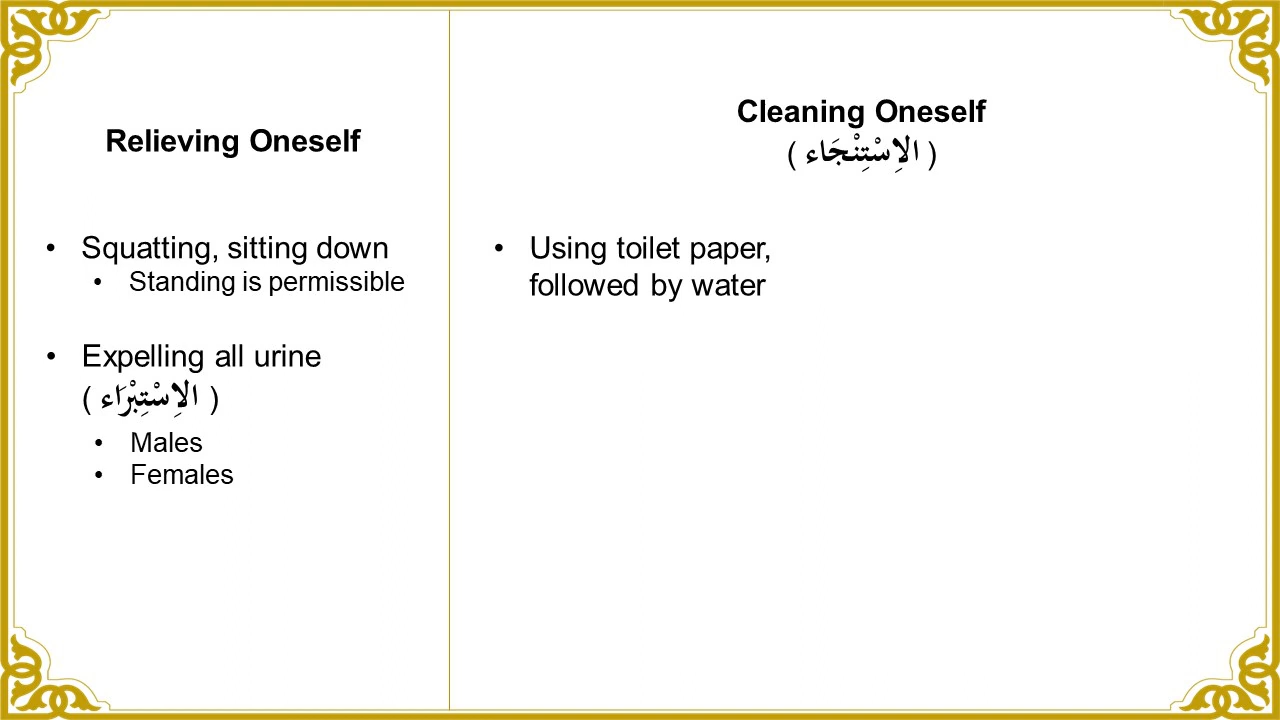 Relieving Oneself
• Squatting, sitting down
• Standing is permissible
• Expelling all urine
( الاِسْتِبْرَاء )
• Males
• Females
Cleaning Oneself
( الاِسْتِنْجَاء )
• Using toilet paper,
followed by water